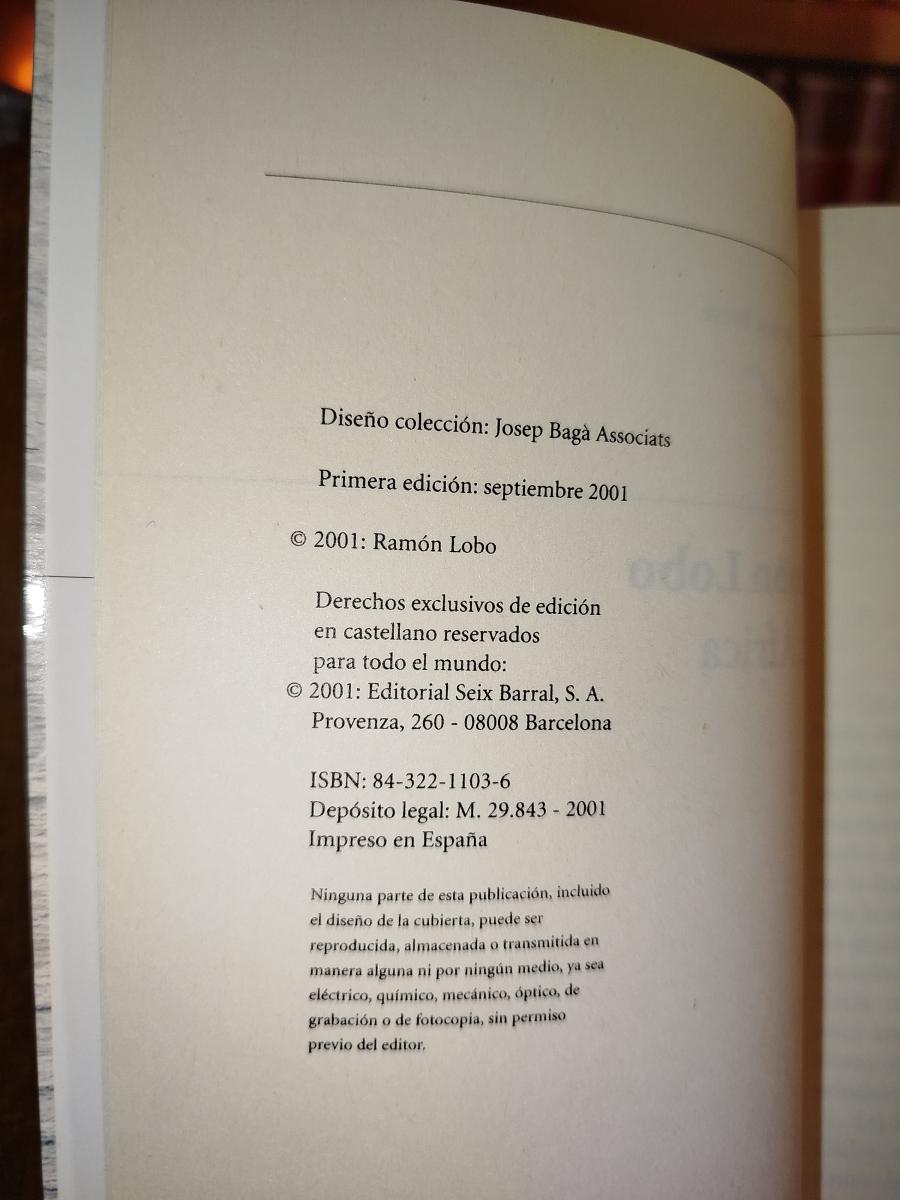 Diseño colección: Josep Bagà Associats
Primera edición: septiembre 2001
© 2001: Ramón Lobo
Derechos exclusivos de edición
en castellano reservados
para todo el mundo:
© 2001: Editorial Seix Barral, S. A.
Provenza, 260 - 08008 Barcelona
ISBN: 84-322-1103-6
Depósito legal: M. 29.843 - 2001
Impreso en España
Ninguna parte de esta publicación, incluido
el diseño de la cubierta, puede ser
reproducida, almacenada o transmitida en
manera alguna ni por ningún medio, ya sea
eléctrico, químico, mecánico, óptico, de
grabación o de fotocopia, sin permiso
previo del editor.